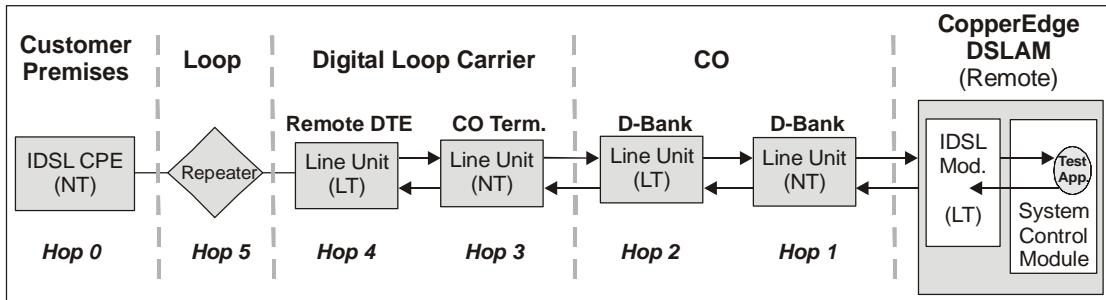 Customer
Premises
Loop
Digital Loop Carrier
CO
CopperEdge
DSLAM
(Remote)
Remote DTE
CO Term.
D-Bank
D-Bank
IDSL CPE
(NT)
Repeater
Line Unit
(LT)
Line Unit
(NT)
Line Unit
(LT)
Line Unit
(NT)
IDSL
Mod.
(LT)
Test
App.
System
Control
Module
Hop 0
Hop 5
Hop 4
Hop 3
Hop 2
Hop 1